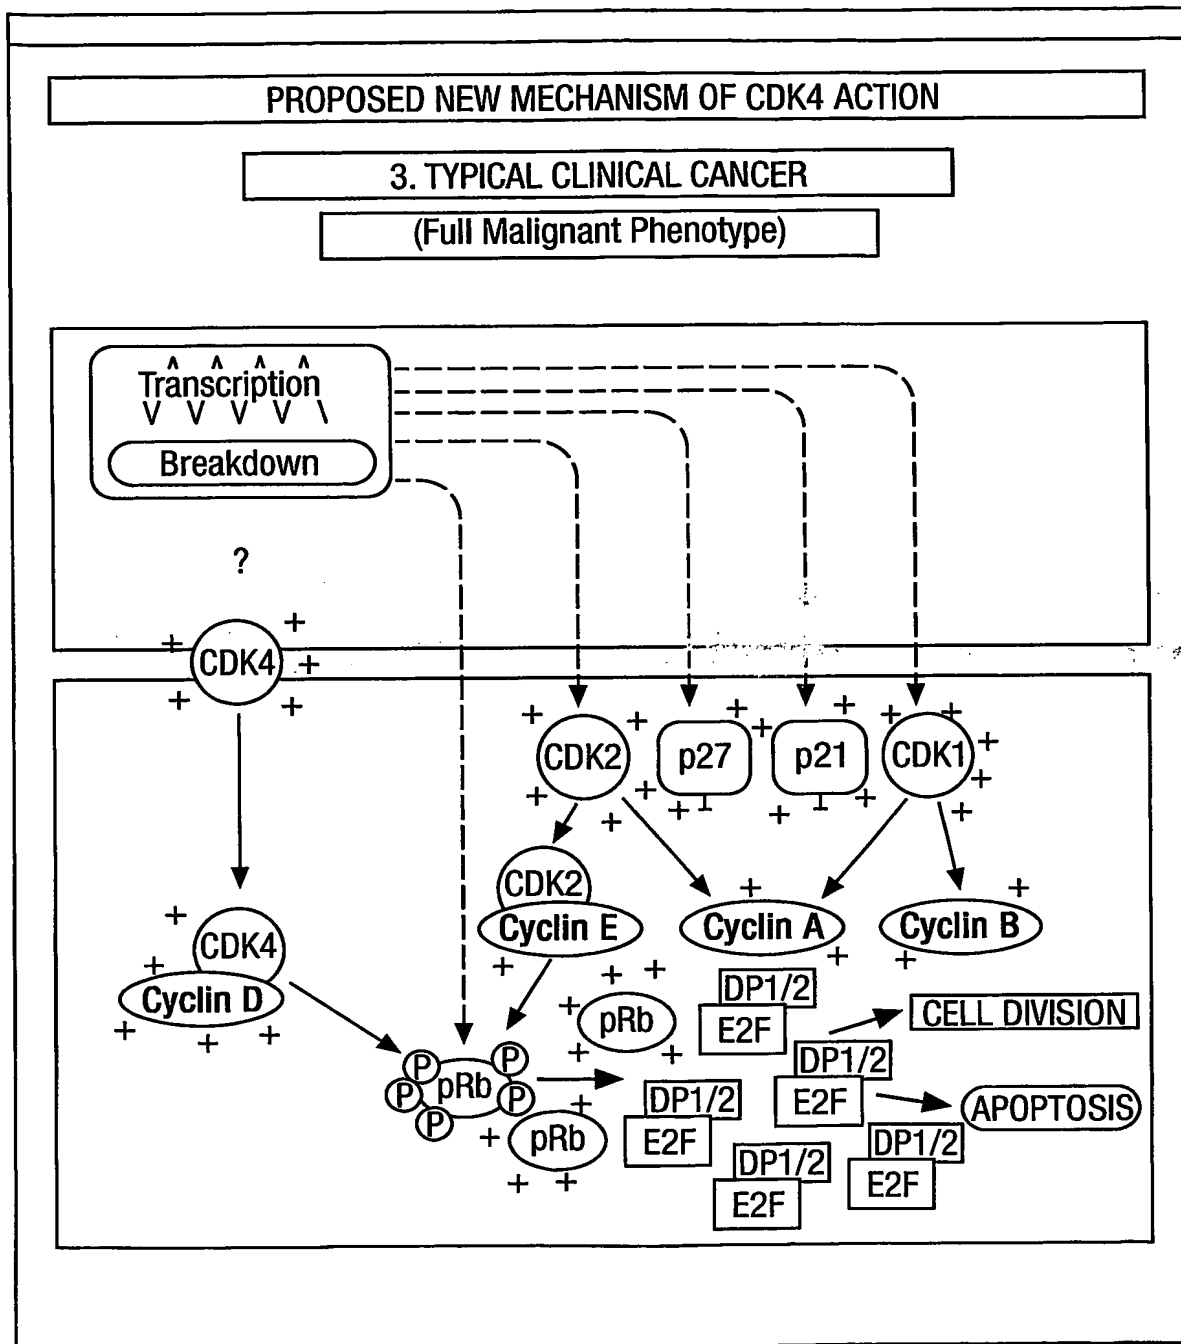 PROPOSED NEW MECHANISM OF CDK4 ACTION
3. TYPICAL CLINICAL CANCER
(Full Malignant Phenotype)
^ ^ ^ ^
Transcription
V V V V \
Breakdown
?
+ +
CDK4
+
+ +
+ + + + + +
CDK2
p27
p21
CDK1
+
+
+ + + + + + +
+
CDK2
Cyclin E
+
Cyclin A
+
Cyclin B
+ + +
+
CDK4
+
Cyclin D
+ + +
+ +
+
pRb
+ +
DP1/2
E2F
CELL DIVISION
P P
P pRb P
P
+
+
pRb
+ +
DP1/2
E2F
DP1/2
E2F
APOPTOSIS
DP1/2
E2F
DP1/2
E2F